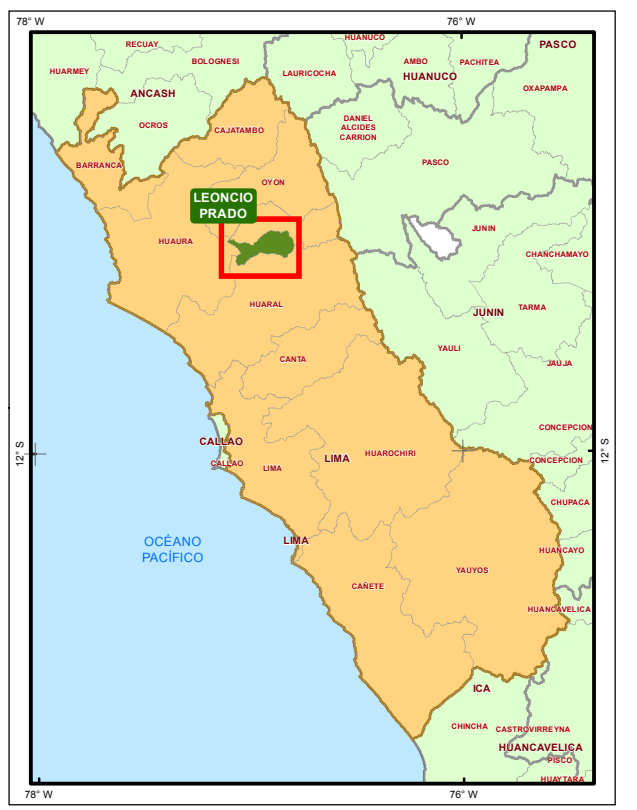 78° W
76° W
HUANUCO
PASCO
RECUAY
BOLOGNESI
AMBO
PACHITEA
HUARMEY
LAURICOCHA
HUANUCO
OXAPAMPA
ANCASH
OCROS
CAJATAMBO
DANIEL
ALCIDES
CARRION
PASCO
BARRANCA
OYON
LEONCIO
PRADO
HUAURA
JUNIN
CHANCHAMAYO
HUARAL
TARMA
JUNIN
YAULI
CANTA
JAUJA
CONCEPCION
CALLAO
12° S
12° S
CALLAO
LIMA
LIMA
HUAROCHIRI
CONCEPCION
CHUPACA
OCÉANO
PACÍFICO
LIMA
HUANCAYO
CAÑETE
YAUYOS
HUANCAVELICA
ICA
CHINCHA
CASTROVIRREYNA
HUANCAVELICA
PISCO
HUAYTARA
78° W
76° W